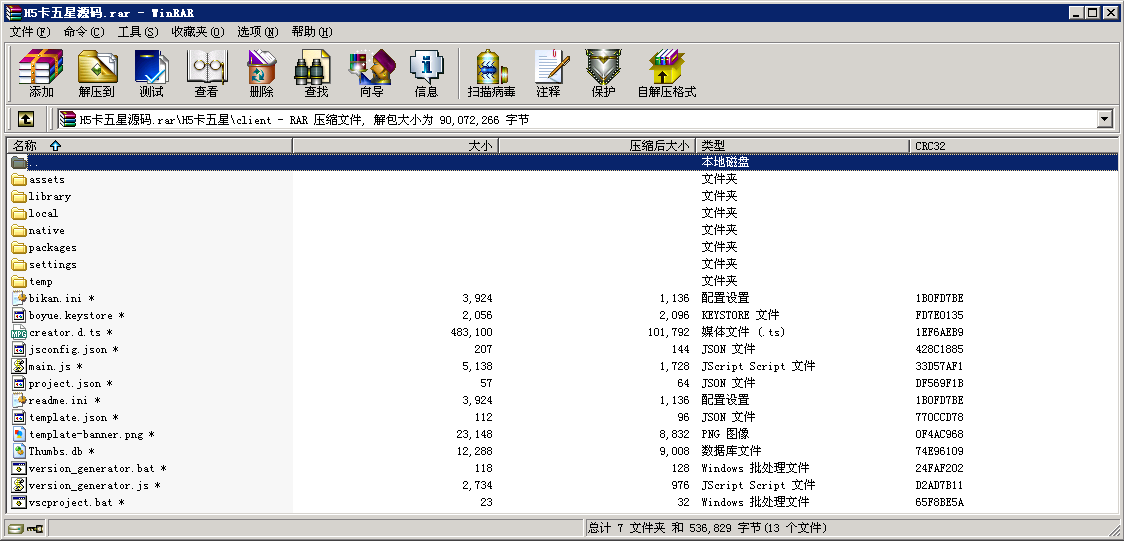 H5卡五星源码.rar - WinRAR
文件(F) 命令(C) 工具(S) 收藏夹(O) 选项(N) 帮助(H)
添加 解压到 测试 查看 删除 查找 向导 信息 扫描病毒 注释 保护 自解压格式
H5卡五星源码.rar\H5卡五星\client - RAR 压缩文件, 解包大小为 90,072,266 字节
名称 大小 压缩后大小 类型 CRC32
.. 本地磁盘
assets 文件夹
library 文件夹
local 文件夹
native 文件夹
packages 文件夹
settings 文件夹
temp 文件夹
bikan.ini * 3,924 1,136 配置设置 1B0FD7BE
boyue.keystore * 2,056 2,096 KEYSTORE 文件 FD7E0135
creator.d.ts * 483,100 101,792 媒体文件 (.ts) 1EF6AEB9
jsconfig.json * 207 144 JSON 文件 428C1885
main.js * 5,138 1,728 JScript Script 文件 33D57AF1
project.json * 57 64 JSON 文件 DF569F1B
readme.ini * 3,924 1,136 配置设置 1B0FD7BE
template.json * 112 96 JSON 文件 770CCD78
template-banner.png * 23,148 8,832 PNG 图像 0F4AC968
Thumbs.db * 12,288 9,008 数据库文件 74E96109
version_generator.bat * 118 128 Windows 批处理文件 24FAF202
version_generator.js * 2,734 976 JScript Script 文件 D2AD7B11
vscproject.bat * 23 32 Windows 批处理文件 65F8BE5A
总计 7 文件夹 和 536,829 字节(13 个文件)